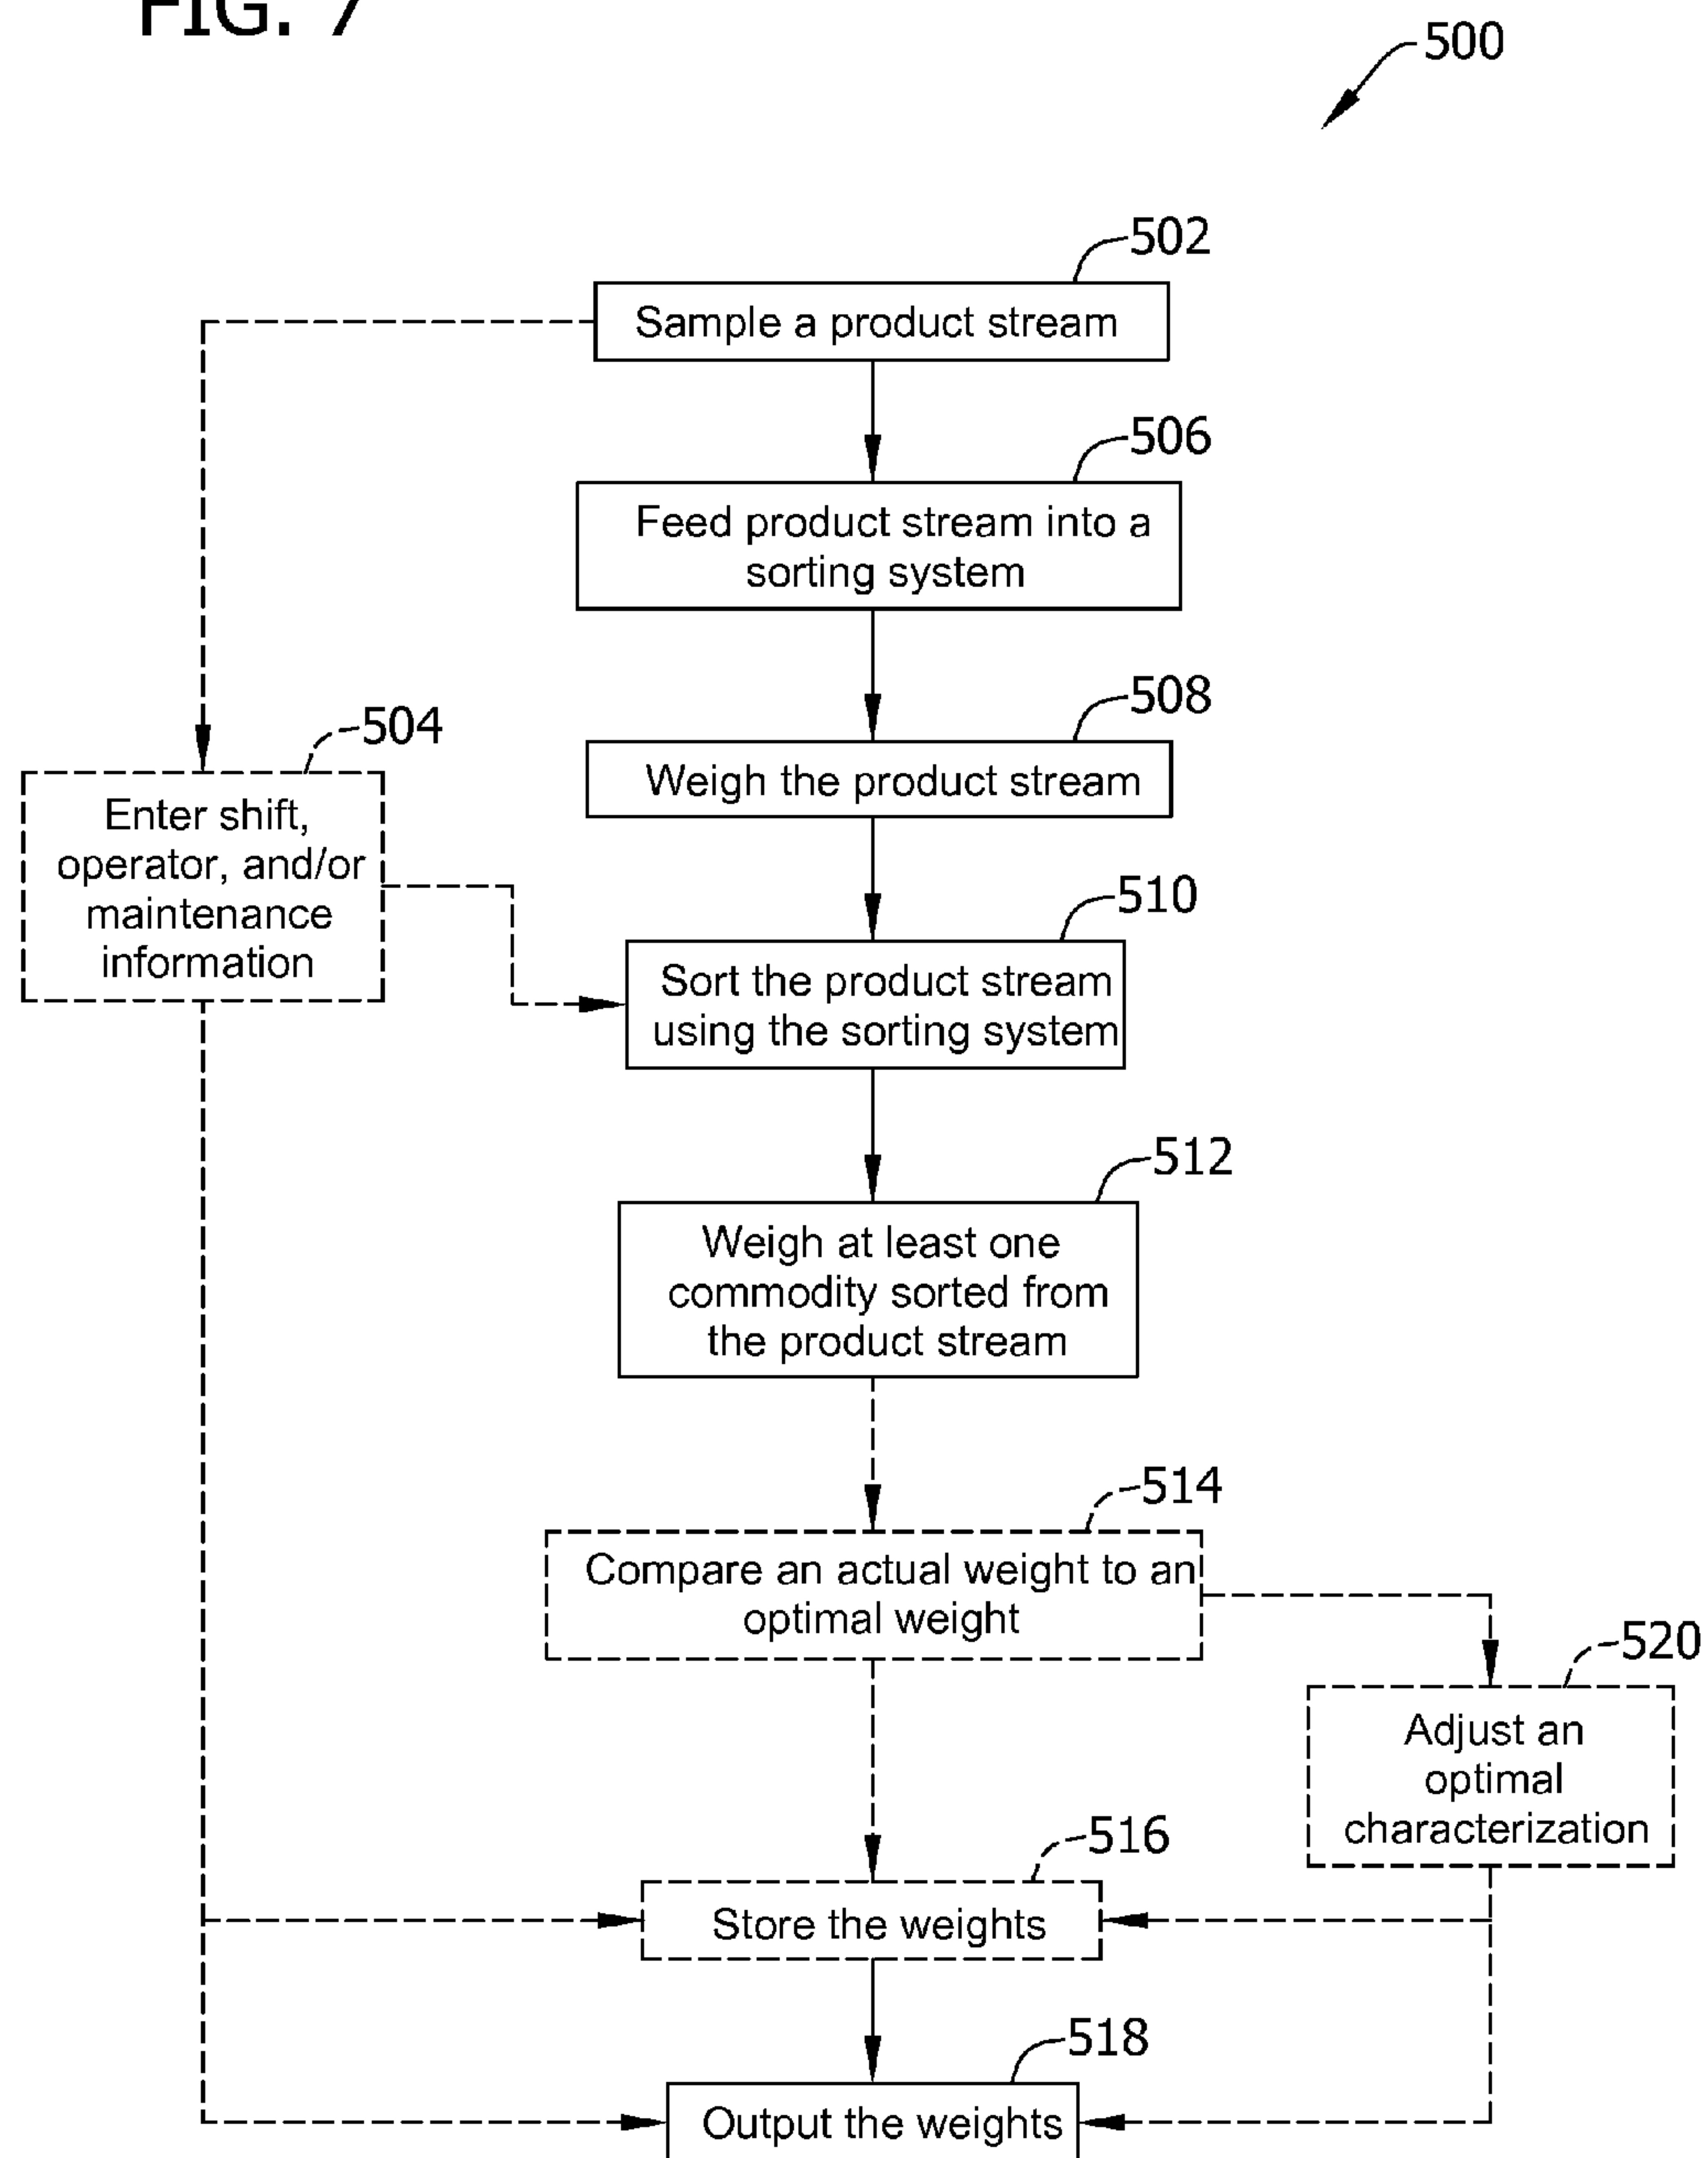 FIG. 7
500
502
Sample a product stream
506
Feed product stream into a
sorting system
508
Weigh the product stream
504
Enter shift,
operator, and/or
maintenance
information
510
Sort the product stream
using the sorting system
512
Weigh at least one
commodity sorted from
the product stream
514
Compare an actual weight to an
optimal weight
520
Adjust an
optimal
characterization
516
Store the weights
518
Output the weights